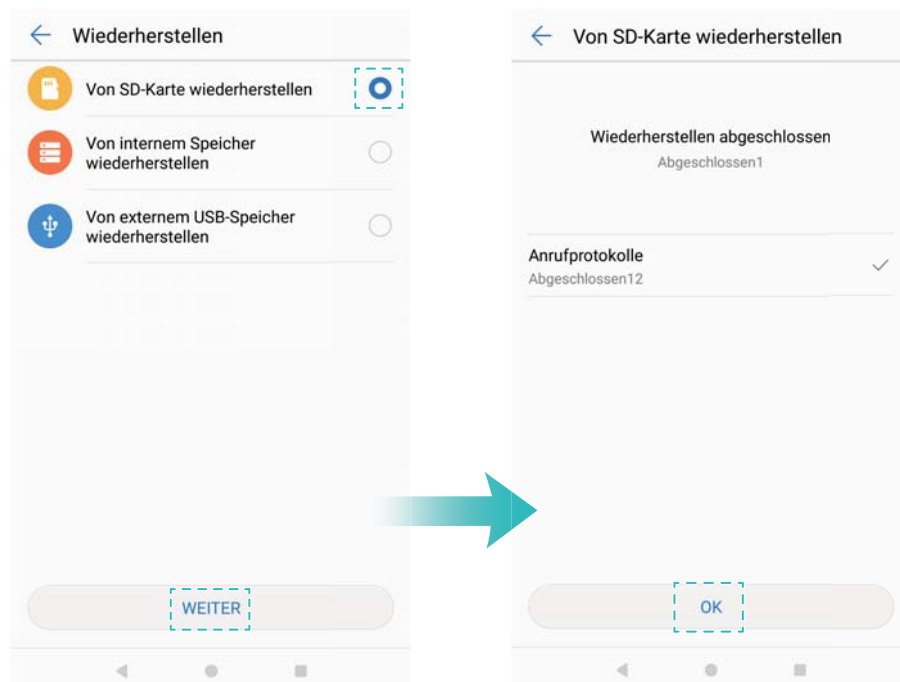 Wiederherstellen
Von SD-Karte wiederherstellen
Von internem Speicher
wiederherstellen
Von externem USB-Speicher
wiederherstellen
WEITER
Von SD-Karte wiederherstellen
Wiederherstellen abgeschlossen
Abgeschlossen1
Anrufprotokolle
Abgeschlossen12
OK